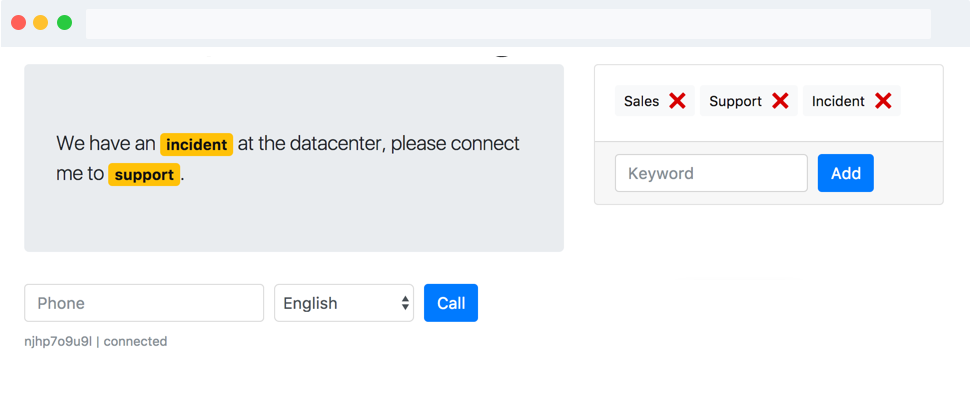 We have an incident at the datacenter, please connect
me to support.
Sales ❌ Support ❌ Incident ❌
Keyword
Add
Phone
English
Call
njhp7o9u9l | connected